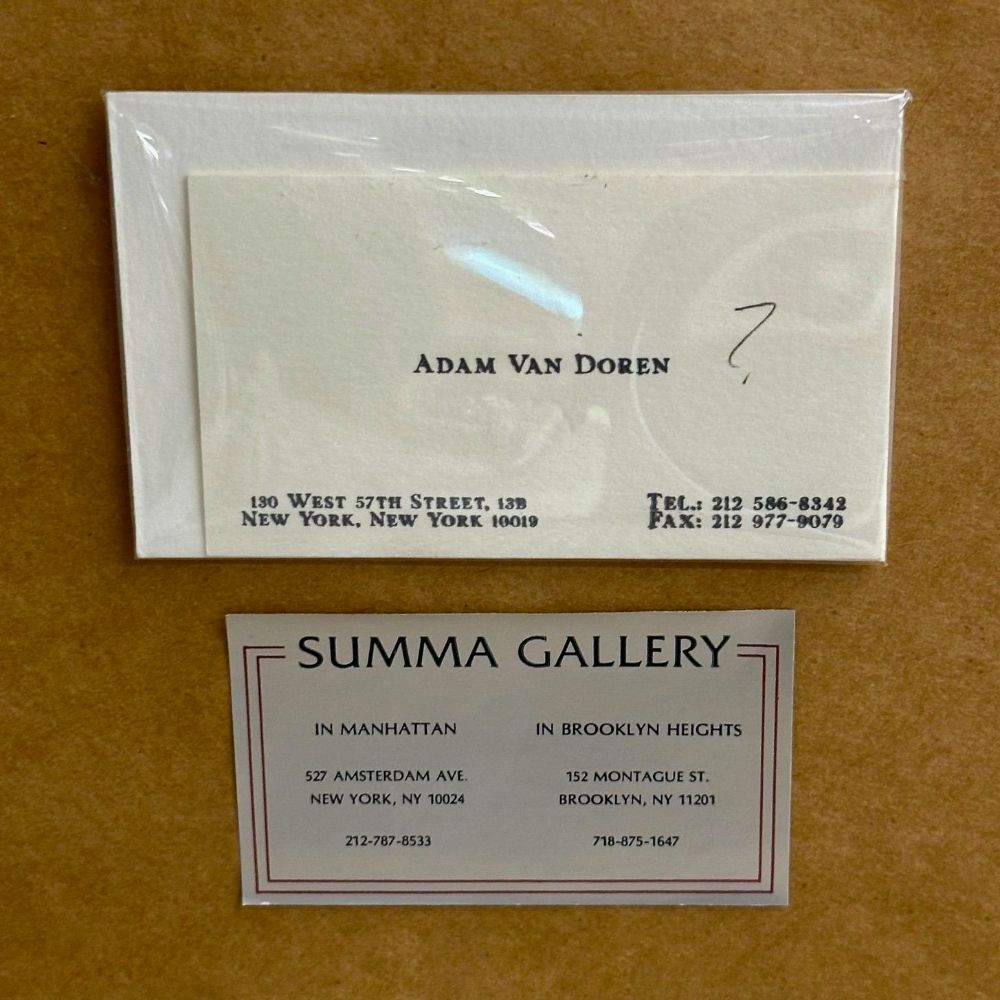 ADAM VAN DOREN
?
130 WEST 57TH STREET, 13B
NEW YORK, NEW YORK 10019
TEL.: 212 586-8342
FAX: 212 977-9079
SUMMA GALLERY
IN MANHATTAN
527 AMSTERDAM AVE.
NEW YORK, NY 10024
212-787-8533
IN BROOKLYN HEIGHTS
152 MONTAGUE ST.
BROOKLYN, NY 11201
718-875-1647